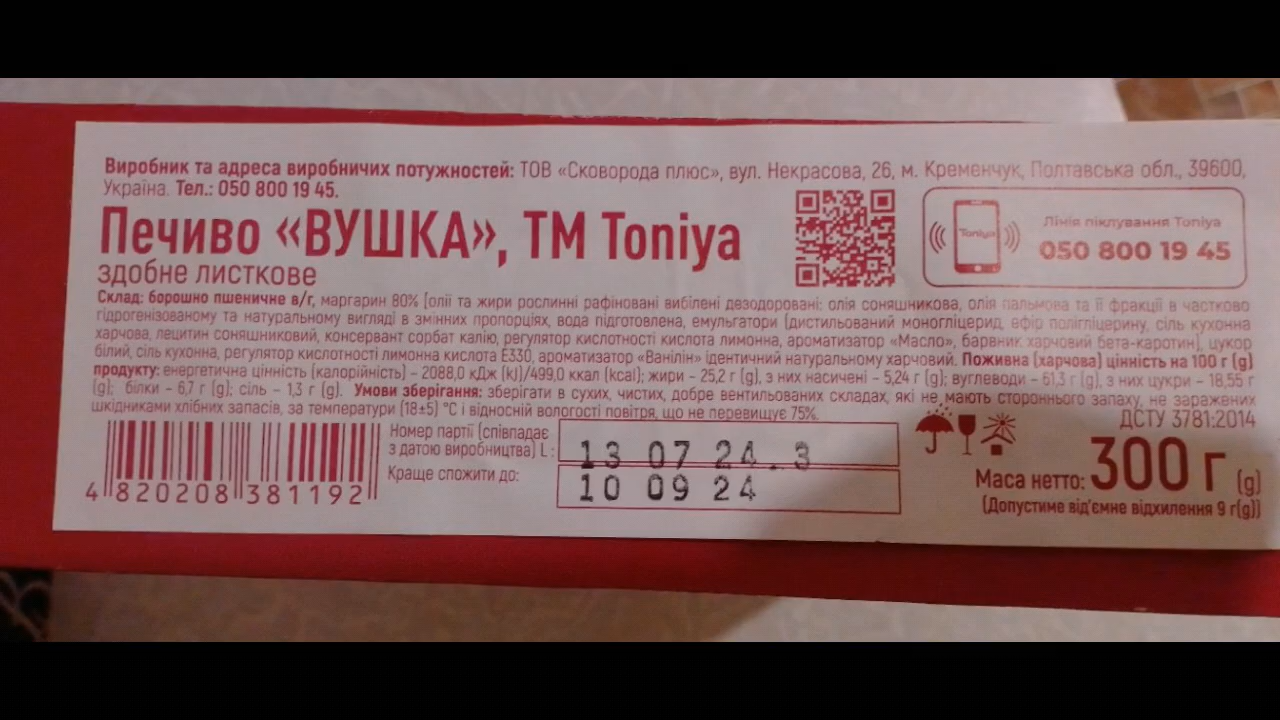 Виробник та адреса виробничих потужностей: ТОВ «Сковорода плюс», вул. Некрасова, 26, м. Кременчук, Полтавська обл., 39600,
Україна. Тел.: 050 800 19 45.
Печиво «ВУШКА», ТМ Toniya
здобне листкове
Toniya
Лінія піклування Toniya
050 800 19 45
Склад: борошно пшеничне в/г, маргарин 80% [олії та жири рослинні рафіновані вибілені дезодоровані: олія соняшникова, олія пальмова та її фракції в частково
гідрогенізованому та натуральному вигляді в змінних пропорціях, вода підготовлена, емульгатори (дистильований моногліцерид, ефір полігліцерину, сіль кухонна
харчова, лецитин соняшниковий, консервант сорбат калію, регулятор кислотності кислота лимонна, ароматизатор «Масло», барвник харчовий бета-каротин], цукор
білий, сіль кухонна, регулятор кислотності лимонна кислота Е330, ароматизатор «Ванілін» ідентичний натуральному харчовий. Поживна (харчова) цінність на 100 г (g)
продукту: енергетична цінність (калорійність) – 2088,0 кДж (kj)/499,0 ккал (kcal); жири – 25,2 г (g), з них насичені – 5,24 г (g); вуглеводи – 61,3 г (g), з них цукри – 18,55 г
(g); білки – 6,7 г (g); сіль – 1,3 г (g). Умови зберігання: зберігати в сухих, чистих, добре вентильованих складах, які не мають стороннього запаху, не заражених
шкідниками хлібних запасів, за температури (18±5) °С і відносній вологості повітря, що не перевищує 75%.
ДСТУ 3781:2014
Номер партії (співпадає
з датою виробництва) L:
13 07 24.3
Краще спожити до:
10 09 24
4 820208 381192
Маса нетто: 300 г (g)
(Допустиме від'ємне відхилення 9 г(g))